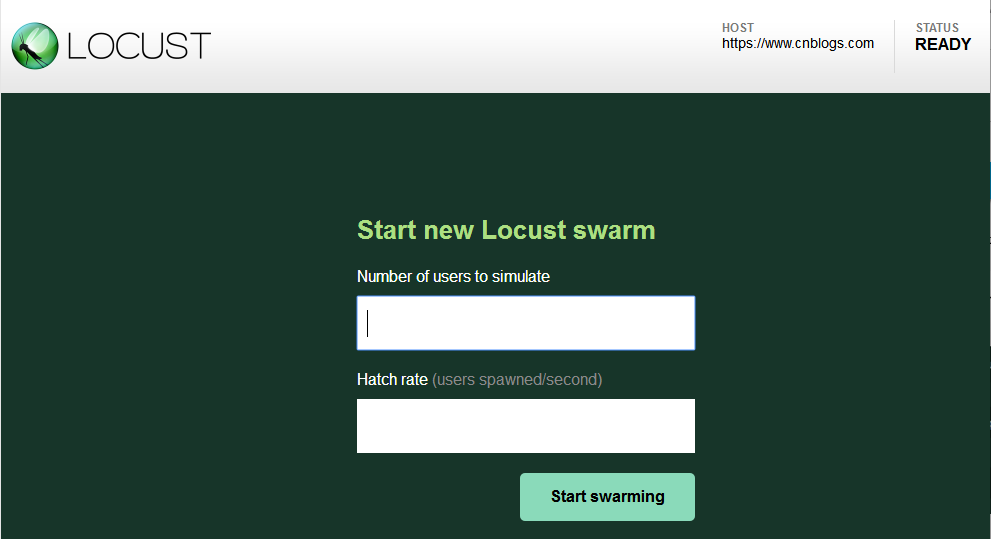 LOCUST
HOST
https://www.cnblogs.com
STATUS
READY
Start new Locust swarm
Number of users to simulate
Hatch rate (users spawned/second)
Start swarming